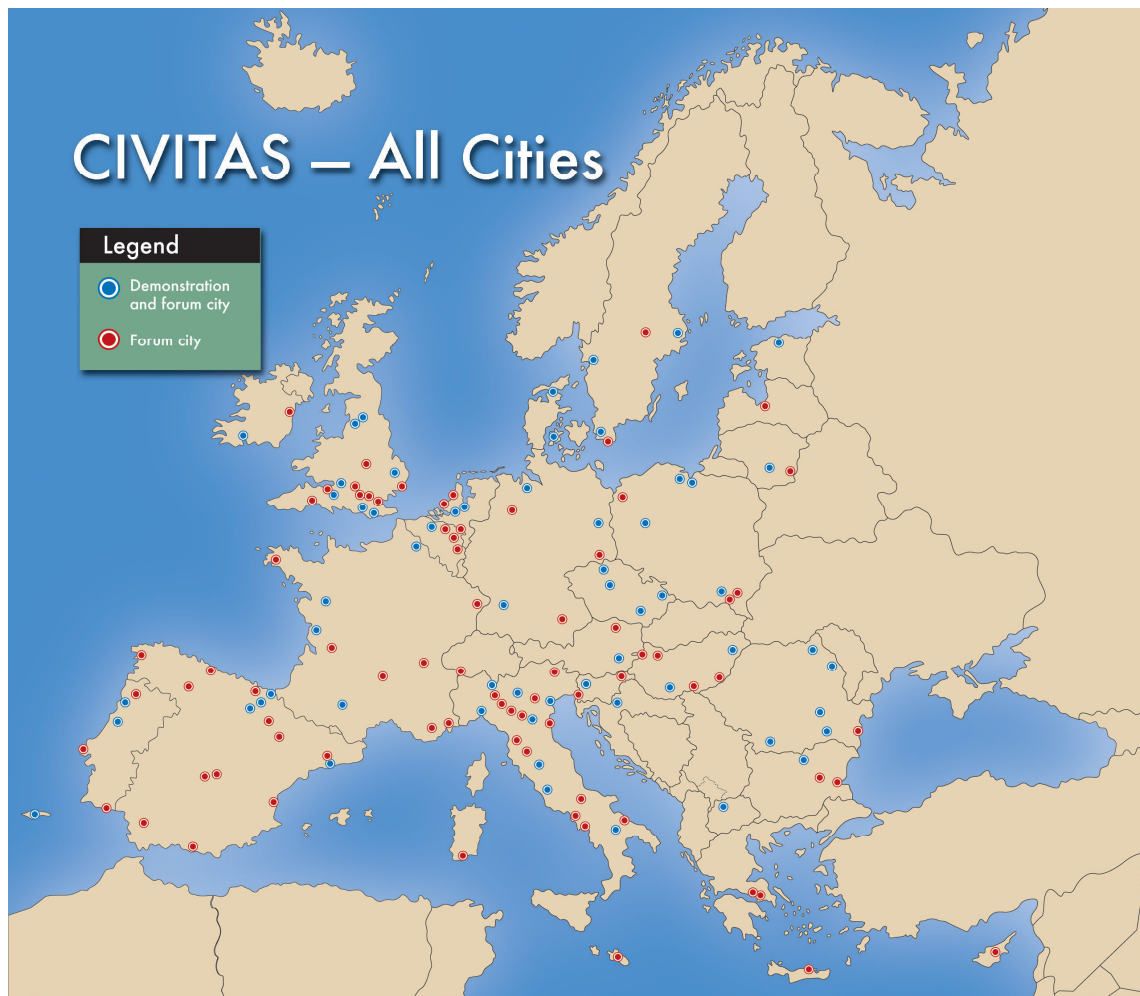 CIVITAS – All Cities
Legend
Demonstration
and forum city
Forum city